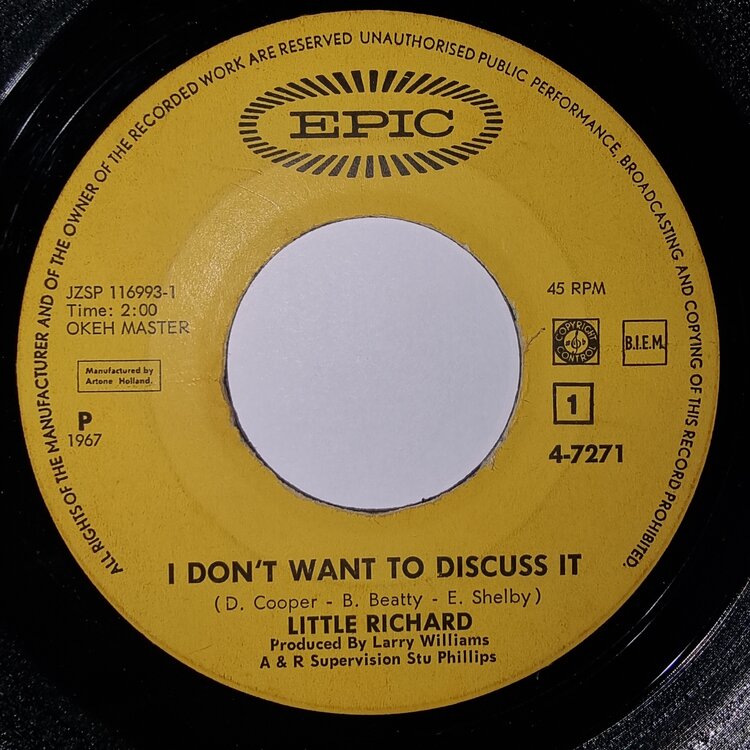 ALL RIGHTS OF THE MANUFACTURER AND OF THE OWNER OF THE RECORDED WORK ARE RESERVED UNAUTHORISED PUBLIC PERFORMANCE, BROADCASTING AND COPYING OF THIS RECORD PROHIBITED.
EPIC
JZSP 116993-1
Time: 2:00
OKEH MASTER
Manufactured by
Artone Holland.
P
1967
45 RPM
COPYRIGHT
CONTROL
B.I.E.M.
1
4-7271
I DON'T WANT TO DISCUSS IT
(D. Cooper - B. Beatty - E. Shelby)
LITTLE RICHARD
Produced By Larry Williams
A & R Supervision Stu Phillips